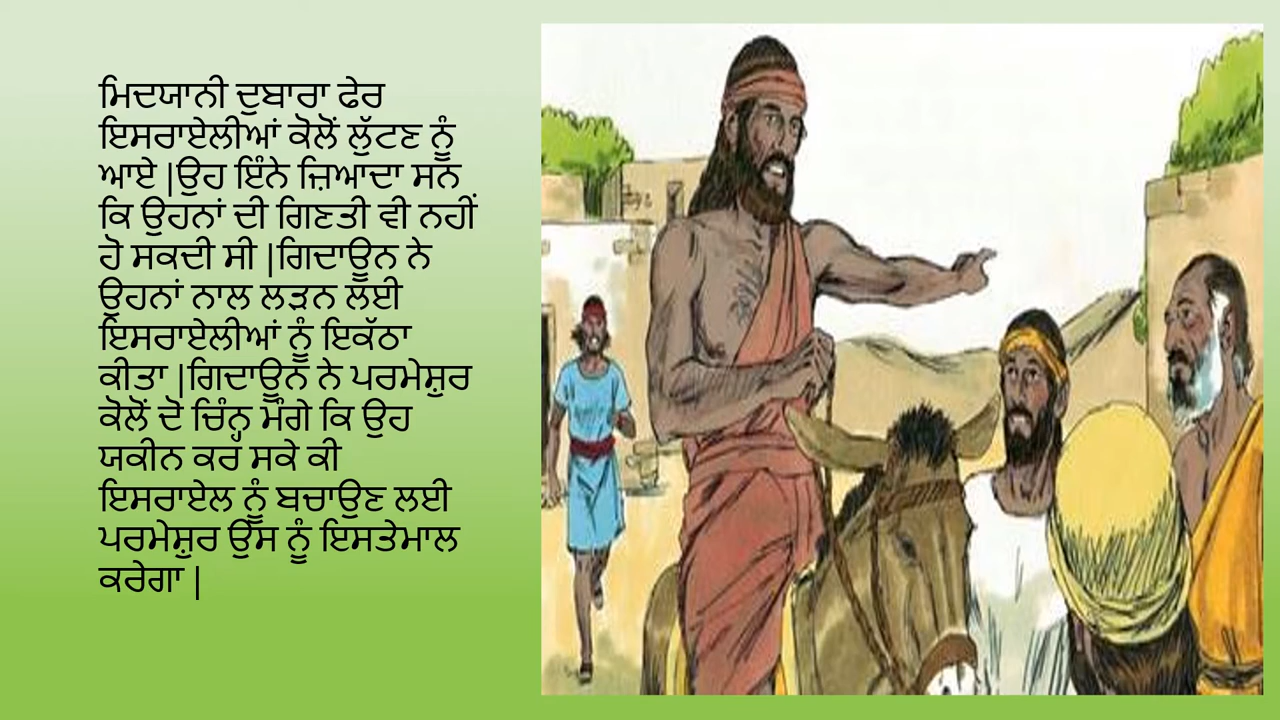 ਮਿਦਯਾਨੀ ਦੁਬਾਰਾ ਫੇਰ
ਇਸਰਾਏਲੀਆਂ ਕੋਲੋਂ ਲੁੱਟਣ ਨੂੰ
ਆਏ |ਉਹ ਇੰਨੇ ਜ਼ਿਆਦਾ ਸਨ
ਕਿ ਉਹਨਾਂ ਦੀ ਗਿਣਤੀ ਵੀ ਨਹੀਂ
ਹੋ ਸਕਦੀ ਸੀ |ਗਿਦਾਊਨ ਨੇ
ਉਹਨਾਂ ਨਾਲ ਲੜਨ ਲਈ
ਇਸਰਾਏਲੀਆਂ ਨੂੰ ਇਕੱਠਾ
ਕੀਤਾ |ਗਿਦਾਊਨ ਨੇ ਪਰਮੇਸ਼ੁਰ
ਕੋਲੋਂ ਦੋ ਚਿੰਨ੍ਹ ਮੰਗੇ ਕਿ ਉਹ
ਯਕੀਨ ਕਰ ਸਕੇ ਕੀ
ਇਸਰਾਏਲ ਨੂੰ ਬਚਾਉਣ ਲਈ
ਪਰਮੇਸ਼ੁਰ ਉਸ ਨੂੰ ਇਸਤੇਮਾਲ
ਕਰੇਗਾ |